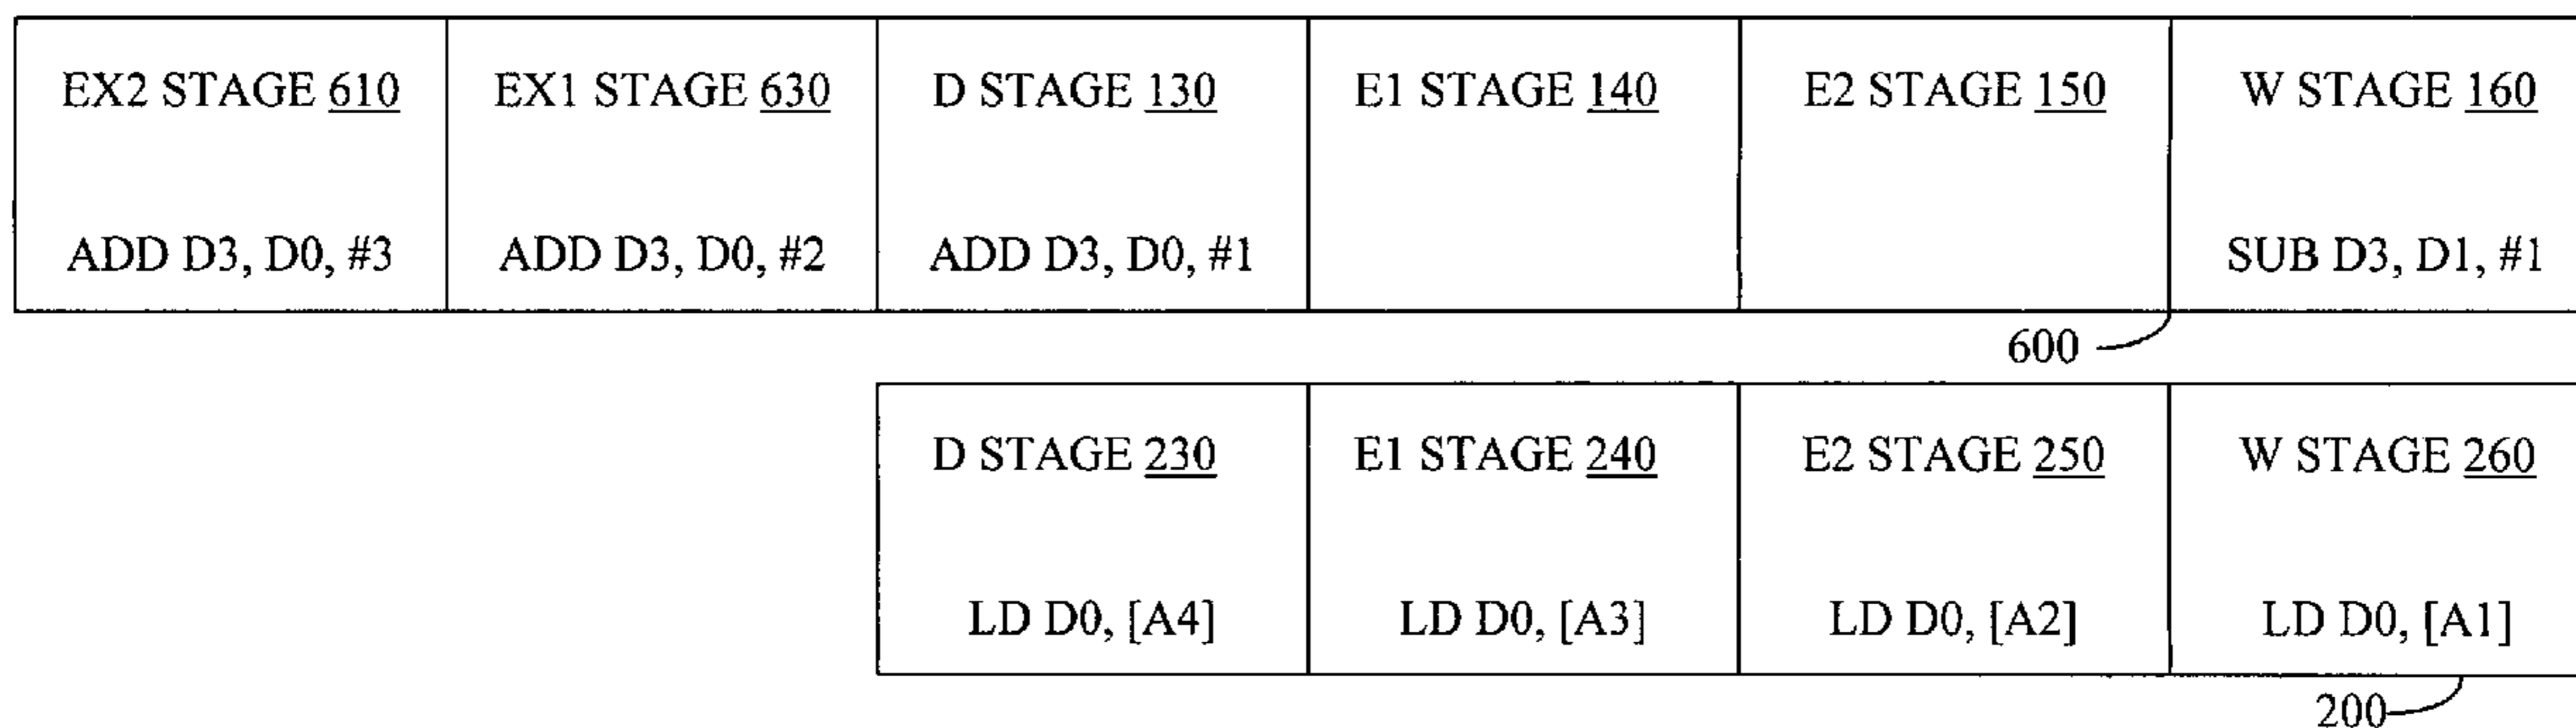 EX2 STAGE 610 EX1 STAGE 630 D STAGE 130 E1 STAGE 140 E2 STAGE 150 W STAGE 160
ADD D3, D0, #3 ADD D3, D0, #2 ADD D3, D0, #1 SUB D3, D1, #1
600
D STAGE 230 E1 STAGE 240 E2 STAGE 250 W STAGE 260
LD D0, [A4] LD D0, [A3] LD D0, [A2] LD D0, [A1]
200